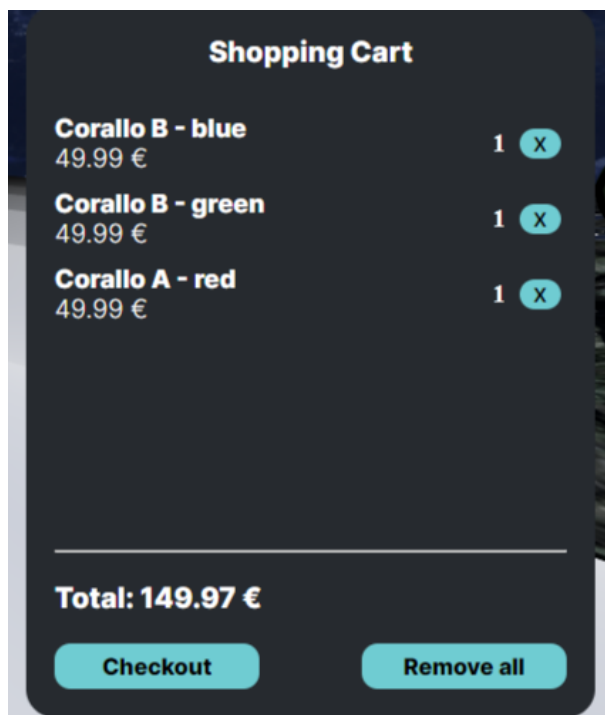 Shopping Cart
Corallo B - blue
49.99 €
1 X
Corallo B - green
49.99 €
1 X
Corallo A - red
49.99 €
1 X
Total: 149.97 €
Checkout
Remove all